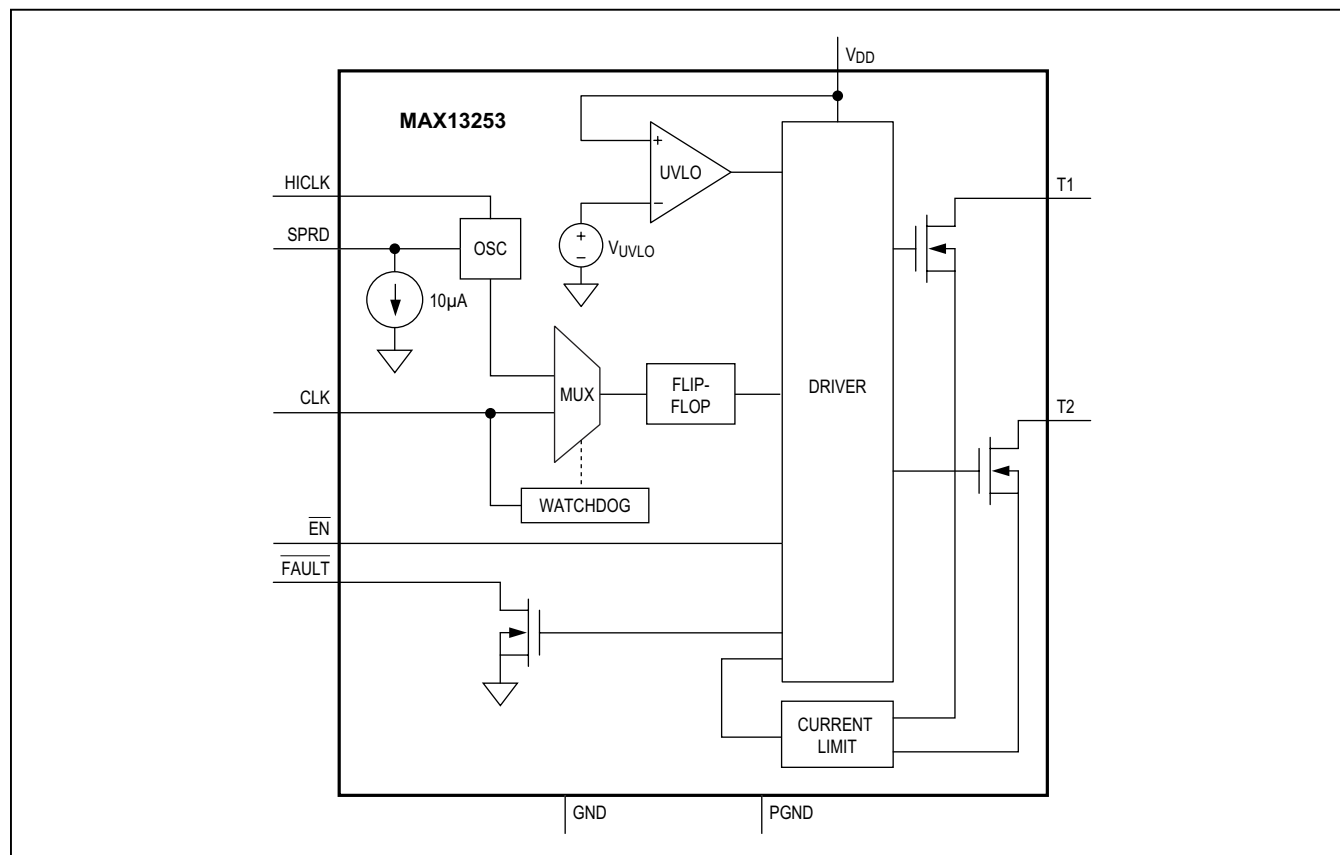 VDD
MAX13253
+
UVLO
−
HICLK
T1
SPRD
OSC
+
−
VUVLO
10µA
MUX
FLIP-
FLOP
DRIVER
CLK
T2
WATCHDOG
EN
FAULT
CURRENT
LIMIT
GND
PGND